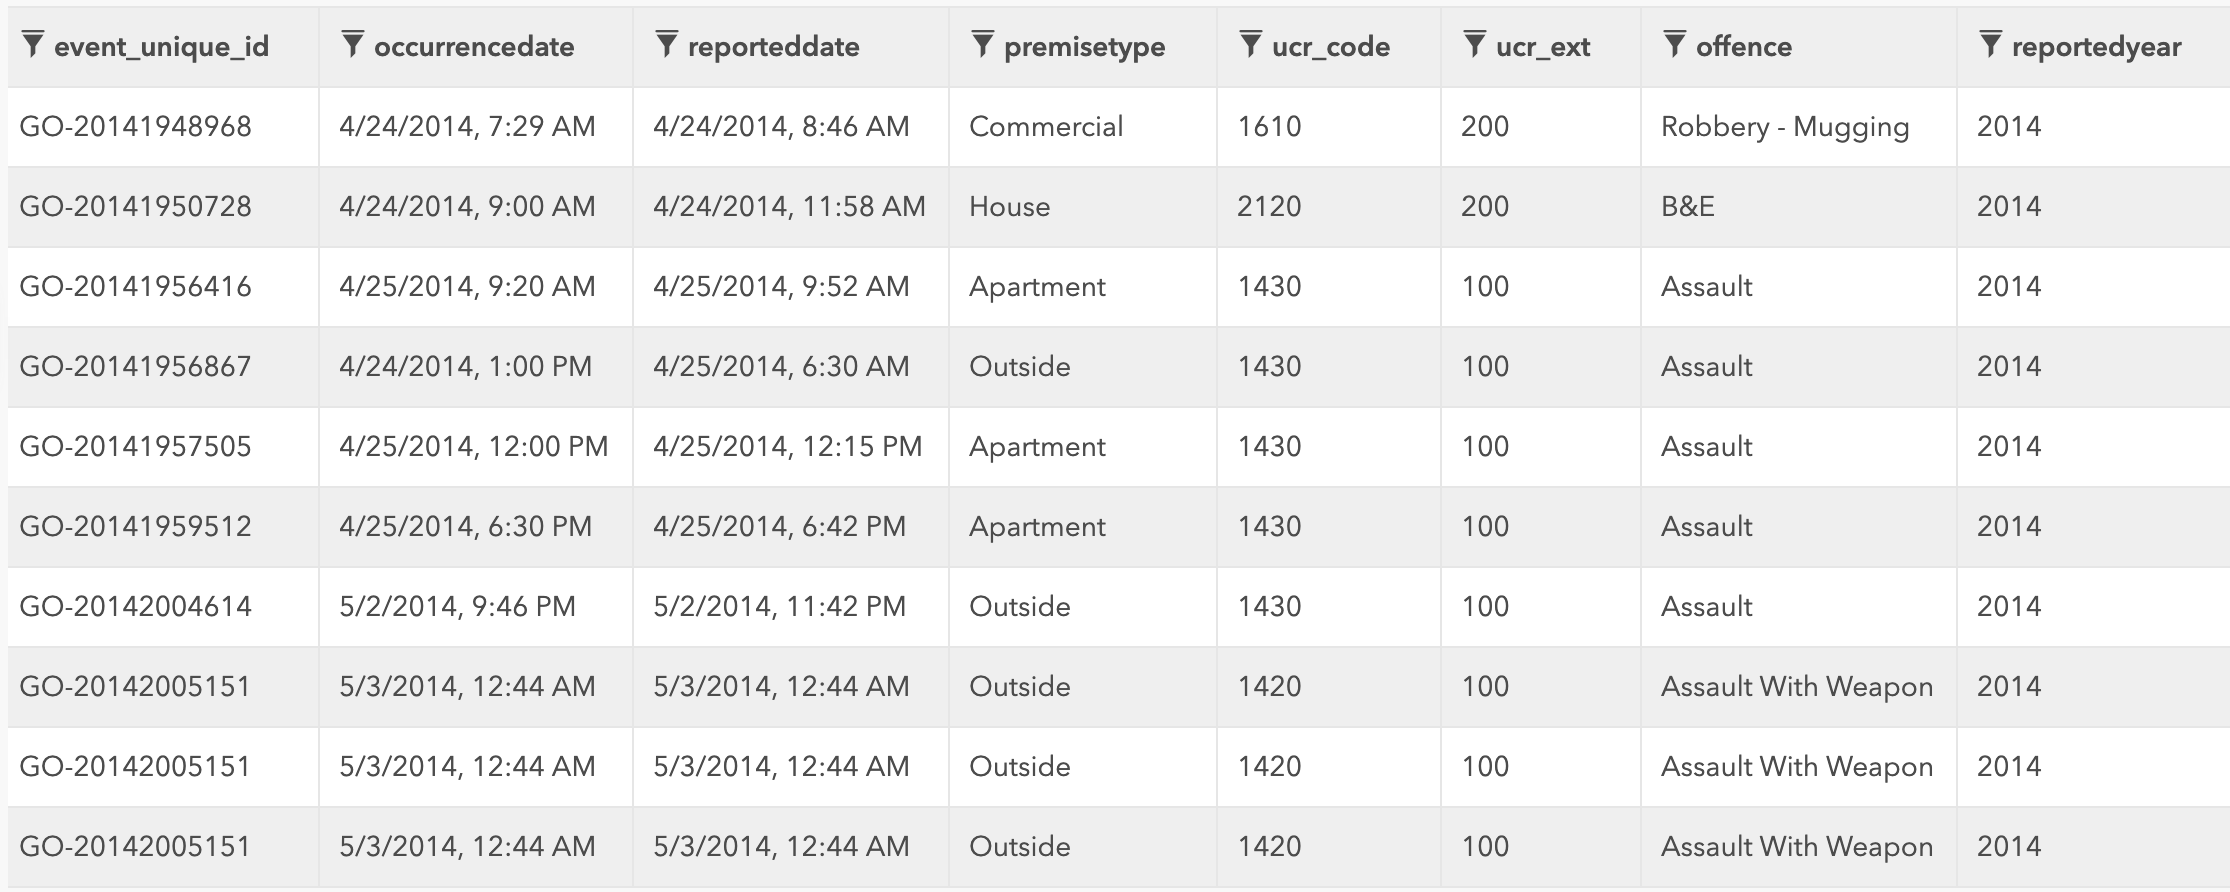 event_unique_id occurrencedate reporteddate premisetype ucr_code ucr_ext offence reportedyear
GO-20141948968 4/24/2014, 7:29 AM 4/24/2014, 8:46 AM Commercial 1610 200 Robbery - Mugging 2014
GO-20141950728 4/24/2014, 9:00 AM 4/24/2014, 11:58 AM House 2120 200 B&E 2014
GO-20141956416 4/25/2014, 9:20 AM 4/25/2014, 9:52 AM Apartment 1430 100 Assault 2014
GO-20141956867 4/24/2014, 1:00 PM 4/25/2014, 6:30 AM Outside 1430 100 Assault 2014
GO-20141957505 4/25/2014, 12:00 PM 4/25/2014, 12:15 PM Apartment 1430 100 Assault 2014
GO-20141959512 4/25/2014, 6:30 PM 4/25/2014, 6:42 PM Apartment 1430 100 Assault 2014
GO-20142004614 5/2/2014, 9:46 PM 5/2/2014, 11:42 PM Outside 1430 100 Assault 2014
GO-20142005151 5/3/2014, 12:44 AM 5/3/2014, 12:44 AM Outside 1420 100 Assault With Weapon 2014
GO-20142005151 5/3/2014, 12:44 AM 5/3/2014, 12:44 AM Outside 1420 100 Assault With Weapon 2014
GO-20142005151 5/3/2014, 12:44 AM 5/3/2014, 12:44 AM Outside 1420 100 Assault With Weapon 2014